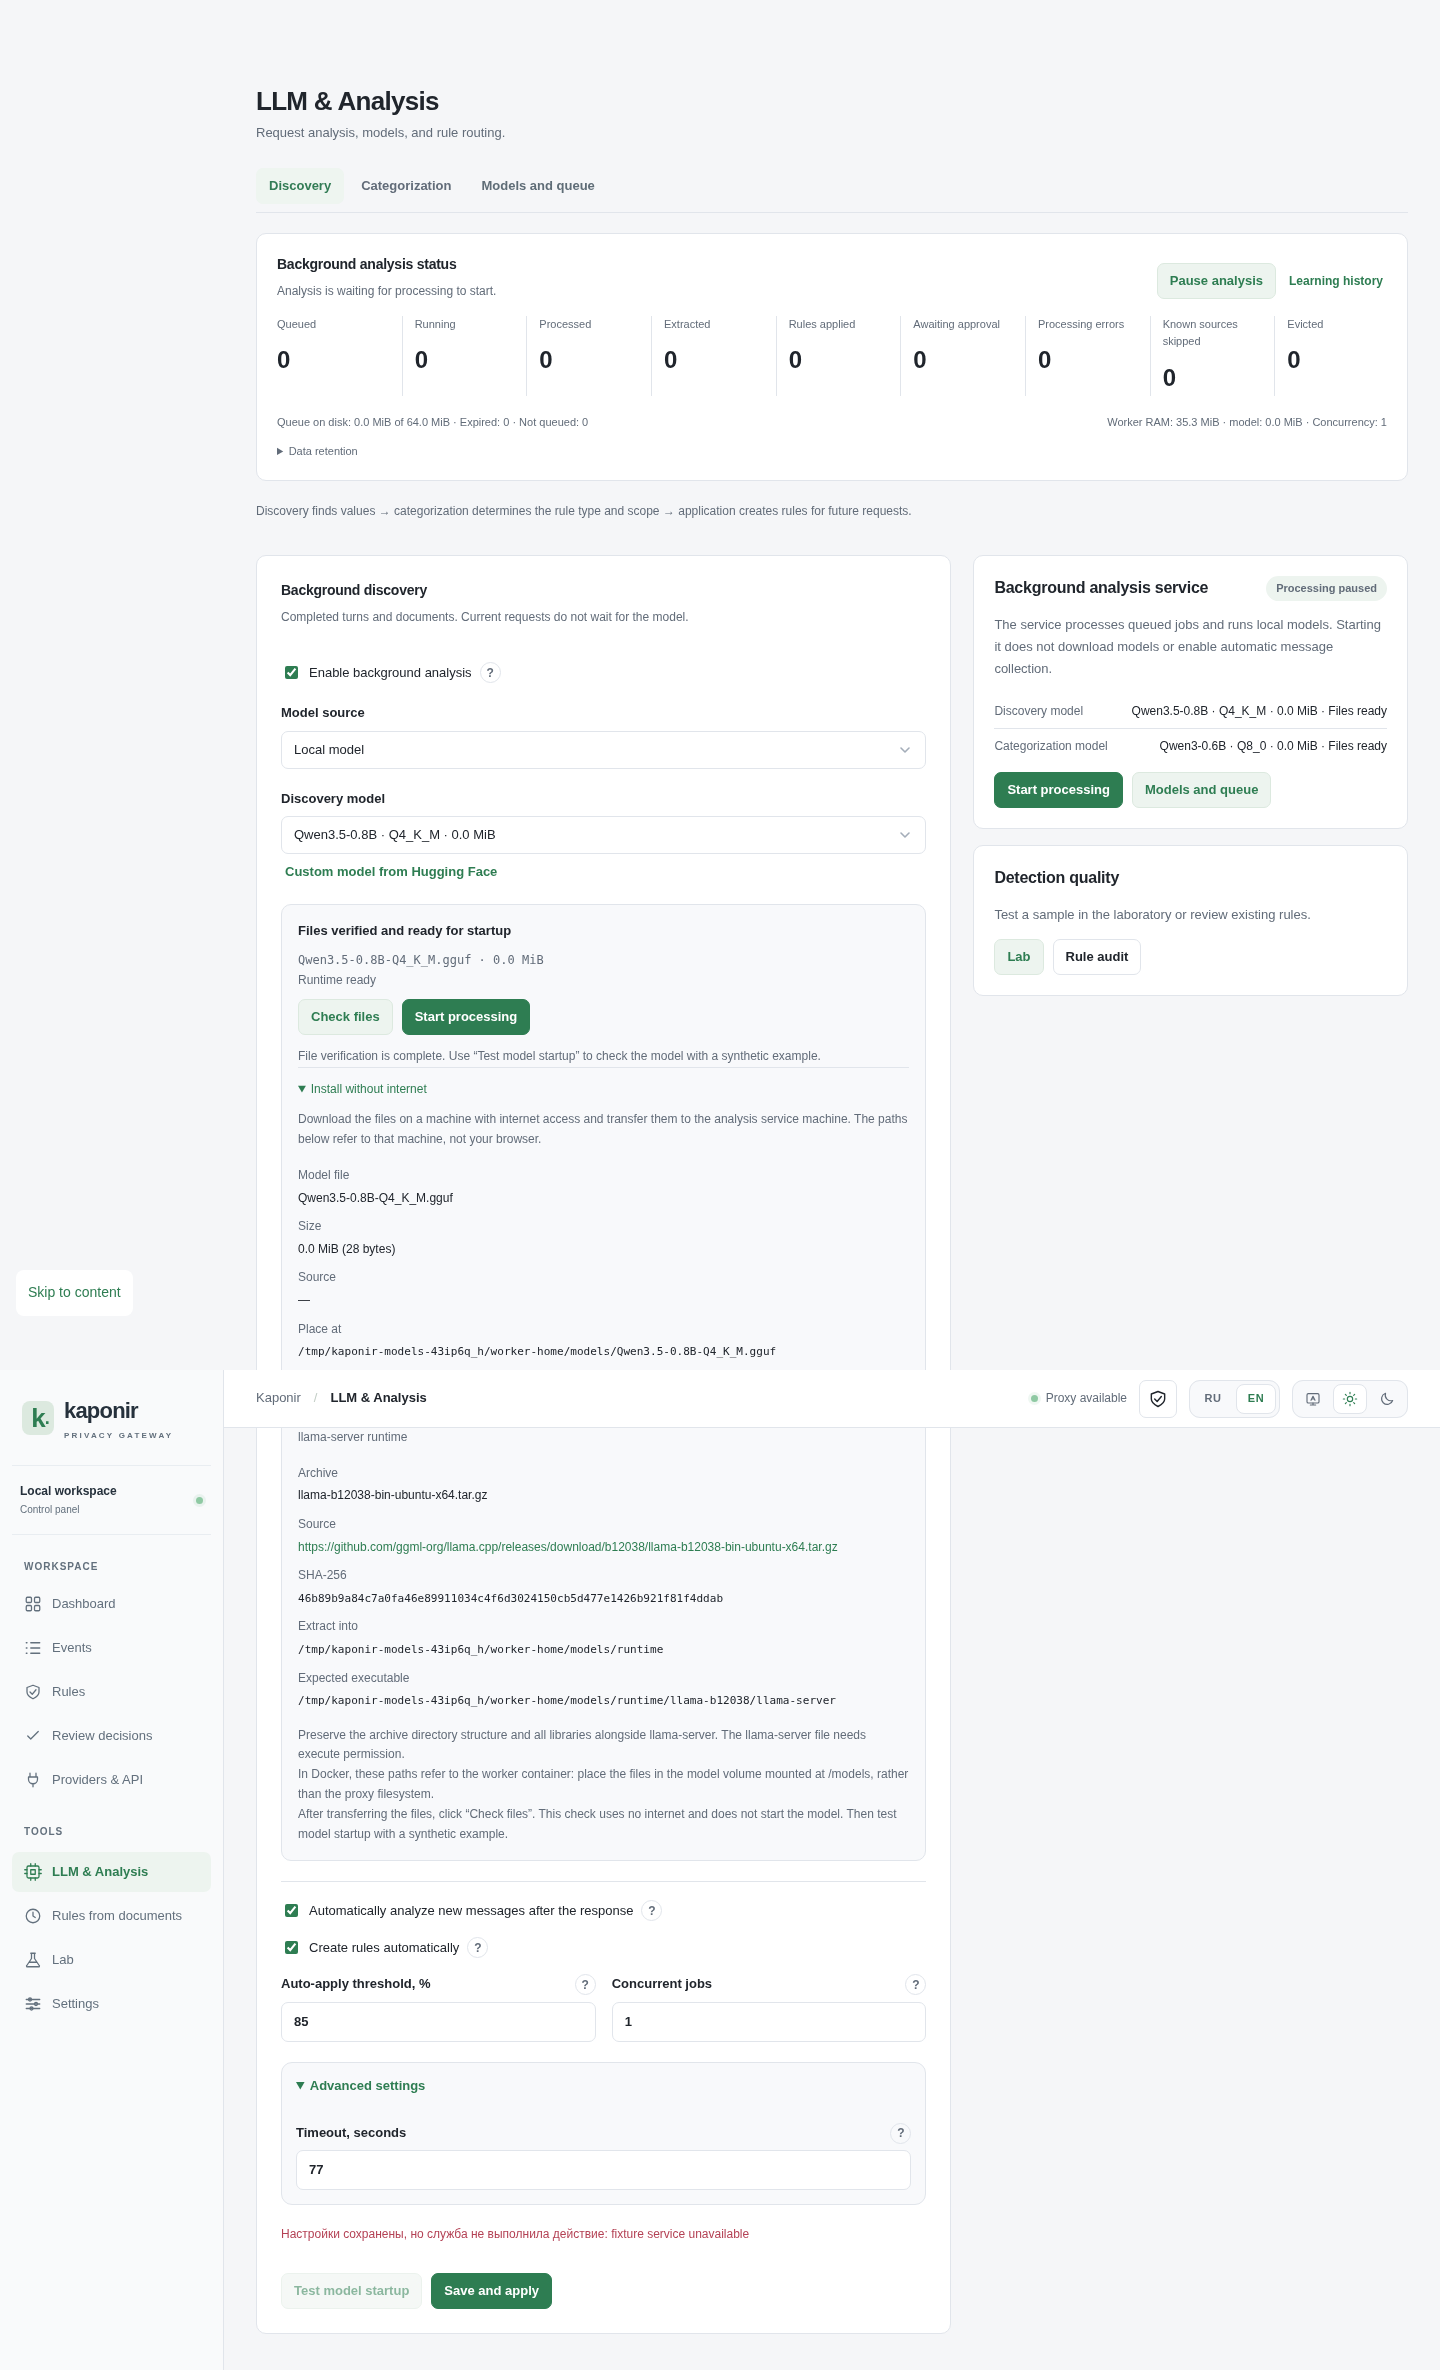 LLM & Analysis
Request analysis, models, and rule routing.
Discovery
Categorization
Models and queue
Background analysis status
Analysis is waiting for processing to start.
Pause analysis
Learning history
Queued
0
Running
0
Processed
0
Extracted
0
Rules applied
0
Awaiting approval
0
Processing errors
0
Known sources
skipped
0
Evicted
0
Queue on disk: 0.0 MiB of 64.0 MiB · Expired: 0 · Not queued: 0
Worker RAM: 35.3 MiB · model: 0.0 MiB · Concurrency: 1
Data retention
Discovery finds values → categorization determines the rule type and scope → application creates rules for future requests.
Background discovery
Completed turns and documents. Current requests do not wait for the model.
Enable background analysis ?
Model source
Local model
Discovery model
Qwen3.5-0.8B · Q4_K_M · 0.0 MiB
Custom model from Hugging Face
Files verified and ready for startup
Qwen3.5-0.8B-Q4_K_M.gguf · 0.0 MiB
Runtime ready
Check files
Start processing
File verification is complete. Use “Test model startup” to check the model with a synthetic example.
Install without internet
Download the files on a machine with internet access and transfer them to the analysis service machine. The paths
below refer to that machine, not your browser.
Model file
Qwen3.5-0.8B-Q4_K_M.gguf
Size
0.0 MiB (28 bytes)
Source
—
Place at
/tmp/kaponir-models-43ip6q_h/worker-home/models/Qwen3.5-0.8B-Q4_K_M.gguf
Background analysis service
Processing paused
The service processes queued jobs and runs local models. Starting
it does not download models or enable automatic message
collection.
Discovery model
Qwen3.5-0.8B · Q4_K_M · 0.0 MiB · Files ready
Categorization model
Qwen3-0.6B · Q8_0 · 0.0 MiB · Files ready
Start processing
Models and queue
Detection quality
Test a sample in the laboratory or review existing rules.
Lab
Rule audit
Skip to content
k.
kaponir
PRIVACY GATEWAY
Local workspace
Control panel
WORKSPACE
Dashboard
Events
Rules
Review decisions
Providers & API
TOOLS
LLM & Analysis
Rules from documents
Lab
Settings
Kaponir / LLM & Analysis
Proxy available
RU
EN
llama-server runtime
Archive
llama-b12038-bin-ubuntu-x64.tar.gz
Source
https://github.com/ggml-org/llama.cpp/releases/download/b12038/llama-b12038-bin-ubuntu-x64.tar.gz
SHA-256
46b89b9a84c7a0fa46e89911034c4f6d3024150cb5d477e1426b921f81f4ddab
Extract into
/tmp/kaponir-models-43ip6q_h/worker-home/models/runtime
Expected executable
/tmp/kaponir-models-43ip6q_h/worker-home/models/runtime/llama-b12038/llama-server
Preserve the archive directory structure and all libraries alongside llama-server. The llama-server file needs
execute permission.
In Docker, these paths refer to the worker container: place the files in the model volume mounted at /models, rather
than the proxy filesystem.
After transferring the files, click “Check files”. This check uses no internet and does not start the model. Then test
model startup with a synthetic example.
Automatically analyze new messages after the response ?
Create rules automatically ?
Auto-apply threshold, % ?
85
Concurrent jobs ?
1
Advanced settings
Timeout, seconds ?
77
Настройки сохранены, но служба не выполнила действие: fixture service unavailable
Test model startup
Save and apply